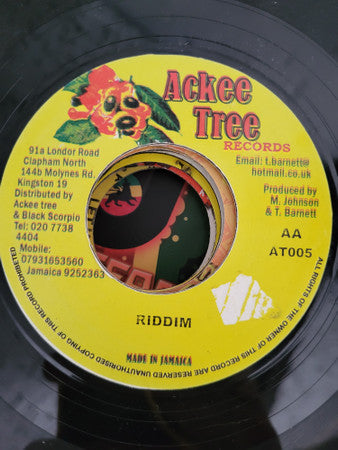 Ackee
Tree
RECORDS
91a Londor Road
Clapham North
144b Molynes Rd.
Kingston 19
Distributed by
Ackee tree
& Black Scorpio
Tel: 020 7738
4404
Mobile:
07931653560
Jamaica 9252363
Email: t.barnett@
hotmail.co.uk
Produced by
M. Johnson
& T. Barnett
AA
AT005
RIDDIM
MADE IN JAMAICA
ALL RIGHTS OF THE OWNER OF THIS RECORD ARE RESERVED UNAUTHORISED COPYING OF THIS RECORD PROHIBITED